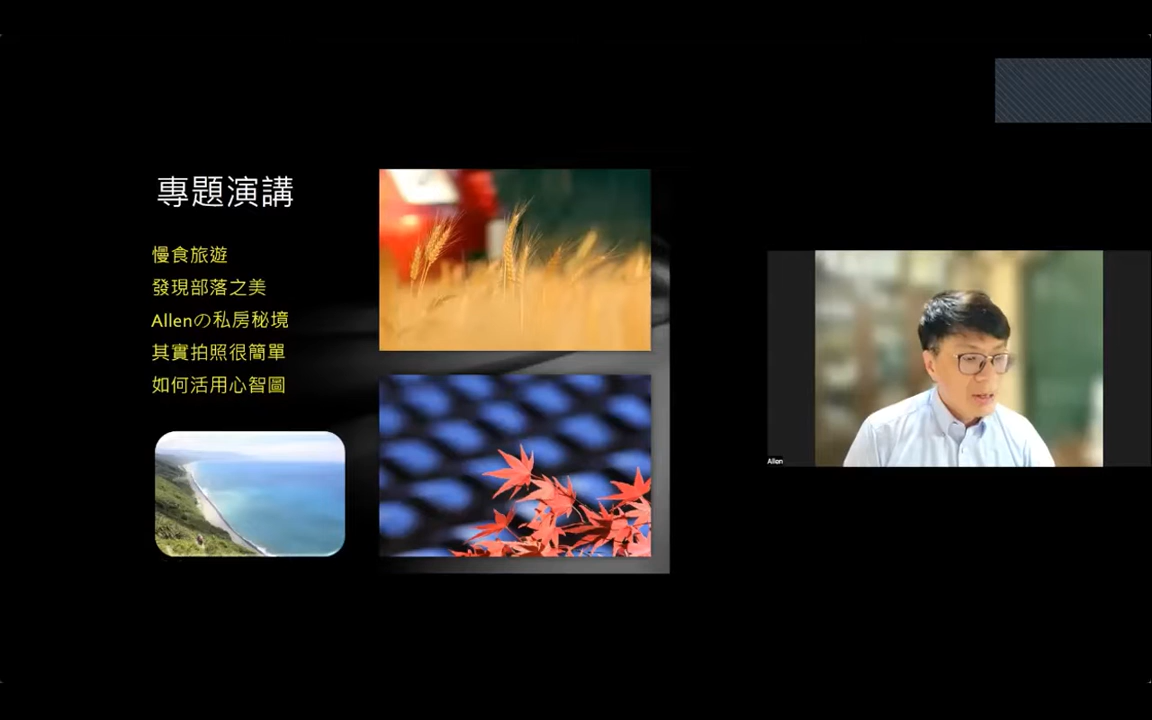 專題演講
慢食旅遊
發現部落之美
Allenの私房秘境
其實拍照很簡單
如何活用心智圖
Allan